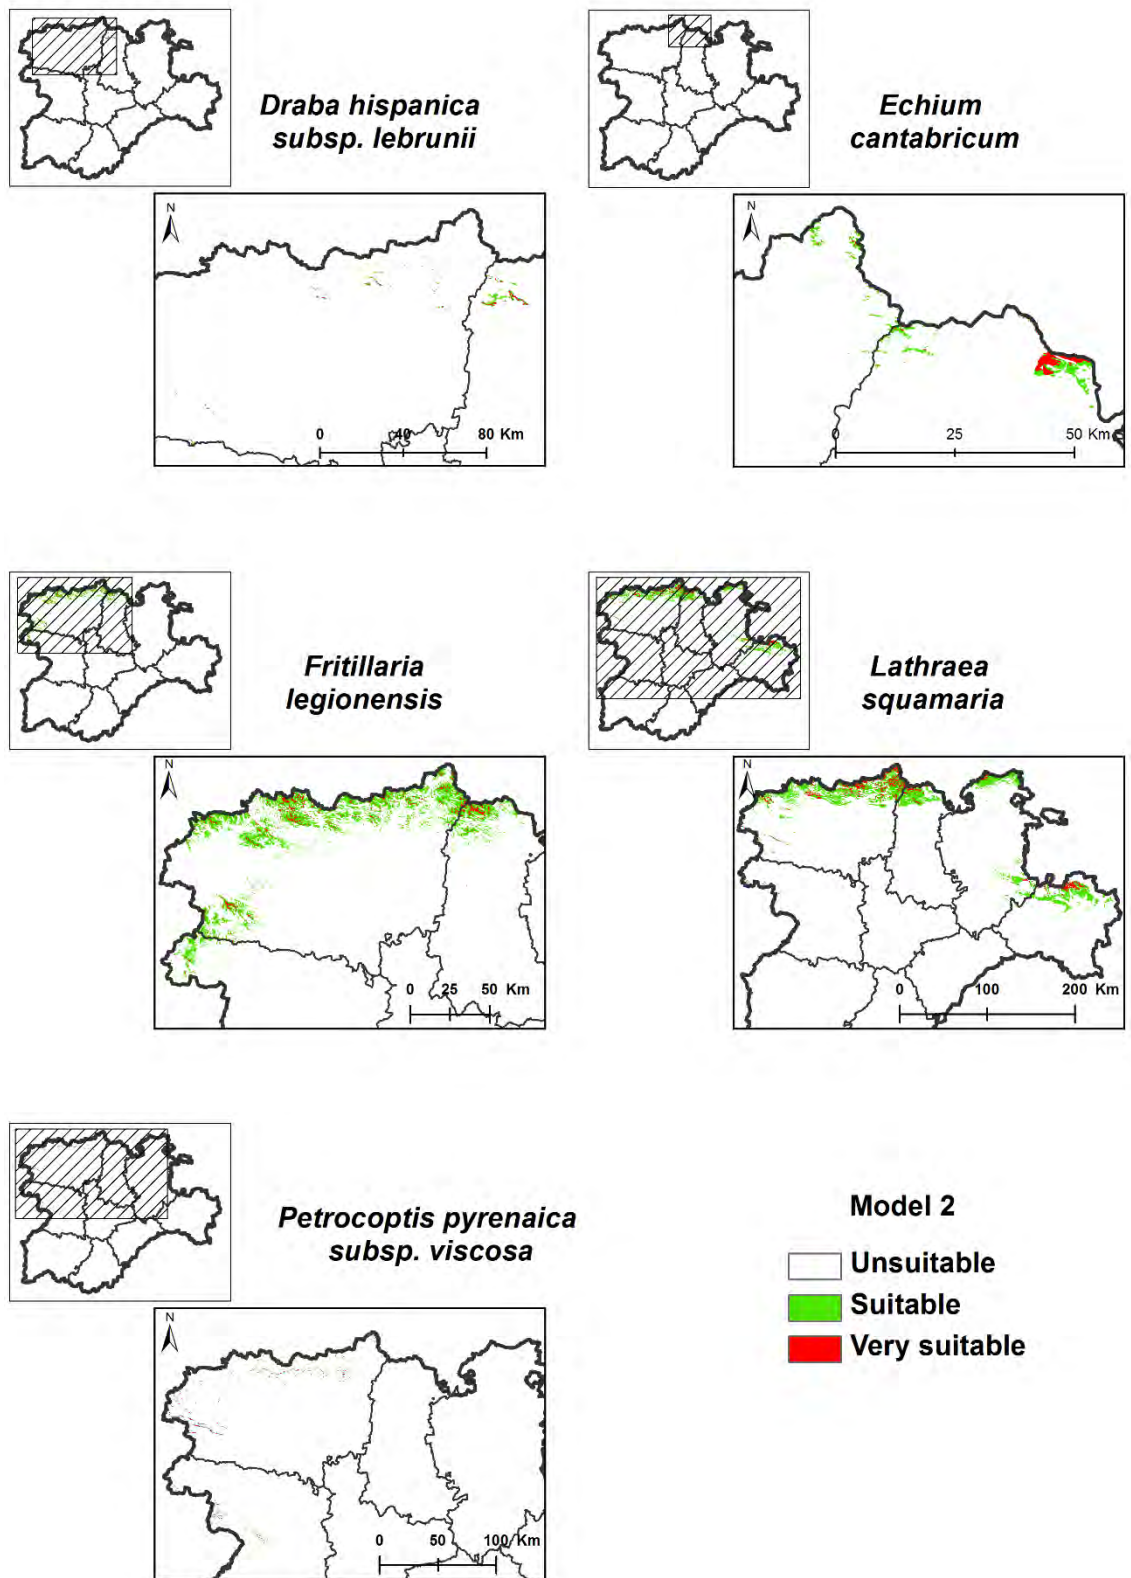 Draba hispanica
subsp. lebrunii
N
0 40 80 Km
Echium
cantabricum
N
0 25 50 Km
Fritillaria
legionensis
N
0 25 50 Km
Lathraea
squamaria
N
0 100 200 Km
Petrocoptis pyrenaica
subsp. viscosa
N
0 50 100 Km
Model 2
Unsuitable
Suitable
Very suitable